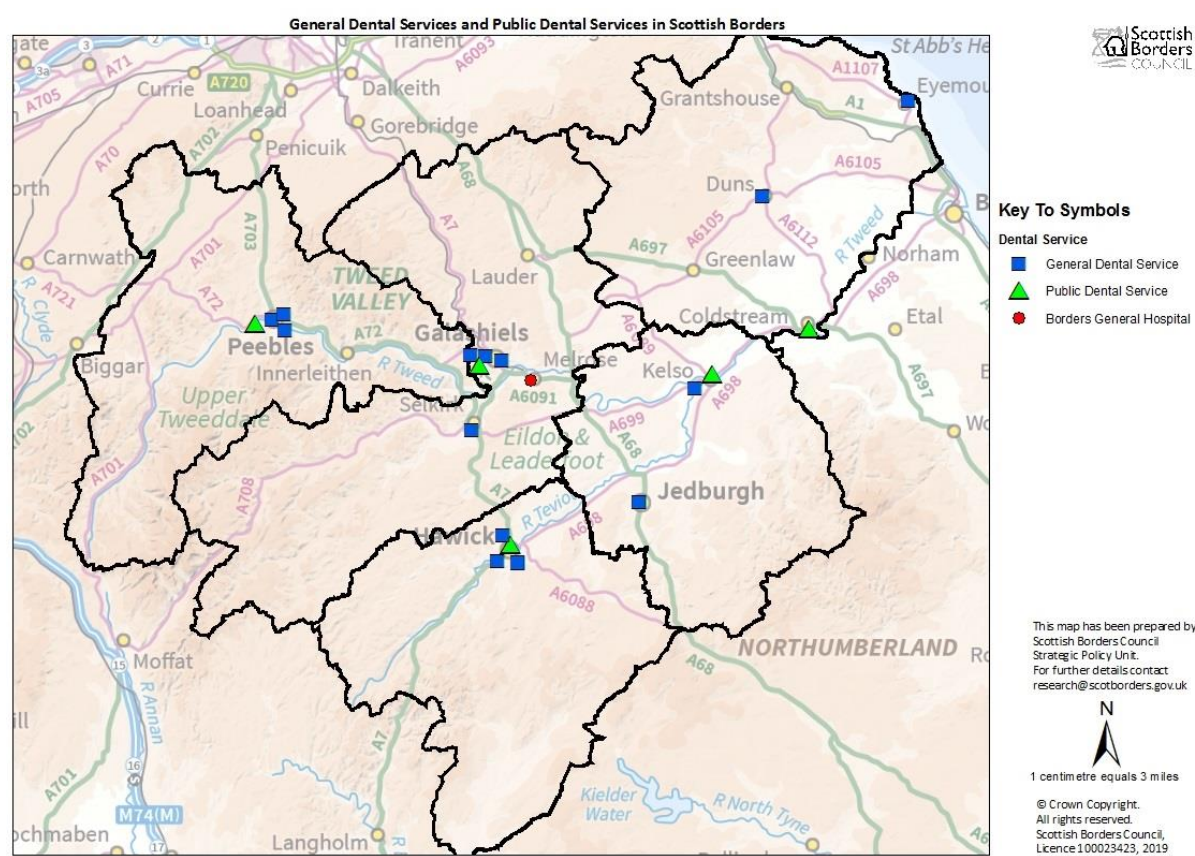 General Dental Services and Public Dental Services in Scottish Borders
Scottish
Borders
COUNCIL
Tranent
A6093
St Abb's He
A1107
Eyemou
A71
A720
Currie
Dalkeith
Grantshouse
A1
A705
Loanhead
A702
Gorebridge
Penicuik
A70
A68
A6105
Duns
A7
A703
A6105
A6112
R Tweed
Norham
A701
A697
Greenlaw
Carnwath
Lauder
A698
A721
A72
TWEED
VALLEY
R Clyde
Coldstream
Etal
A72
Galashiels
Peebles
Melrose
Biggar
Innerleithen
R Tweed
Kelso
A698
A697
A6091
Upper
Tweeddale
Selkirk
A699
Eildon &
Leaderfoot
A68
A702
A701
A708
A7
Jedburgh
R Teviot
Hawick
A6088
NORTHUMBERLAND
A68
Moffat
15
R Annan
A7
16
A701
M74(M)
Kielder
Water
R North Tyne
ochmaben
Langholm
17
Key To Symbols
Dental Service
General Dental Service
Public Dental Service
Borders General Hospital
This map has been prepared by
Scottish Borders Council
Strategic Policy Unit.
For further details contact
research@scotborders.gov.uk
N
1 centimetre equals 3 miles
© Crown Copyright.
All rights reserved.
Scottish Borders Council,
Licence 100023423, 2019